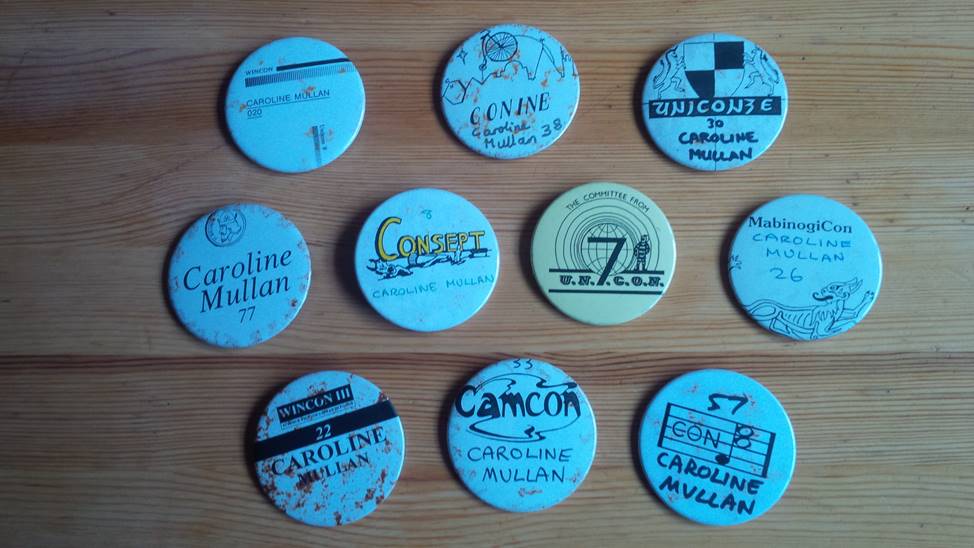 WINCON
CAROLINE MULLAN
020
CONINE
Caroline
Mullan 38
UNICONZE
30
CAROLINE
MULLAN
Caroline
Mullan
77
8
CONSEPT
CAROLINE MULLAN
THE COMMITTEE FROM
7
U.N.I.C.O.N.
MabinogiCon
CAROLINE
MULLAN
26
WINCON III
22
CAROLINE
MULLAN
33
Camcon
CAROLINE
MULLAN
57
CON 8
CAROLINE
MULLAN